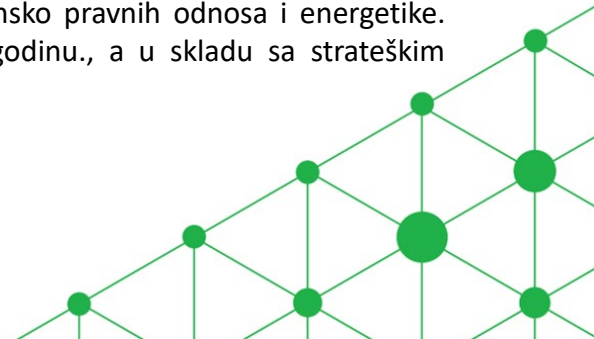 nsko pravnih odnosa i energetike.
godinu., a u skladu sa strateškim